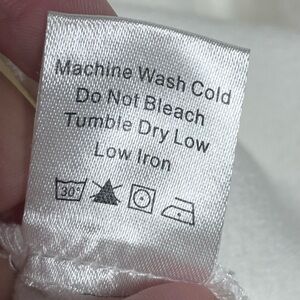 Machine Wash Cold
Do Not Bleach
Tumble Dry Low
Low Iron
30°